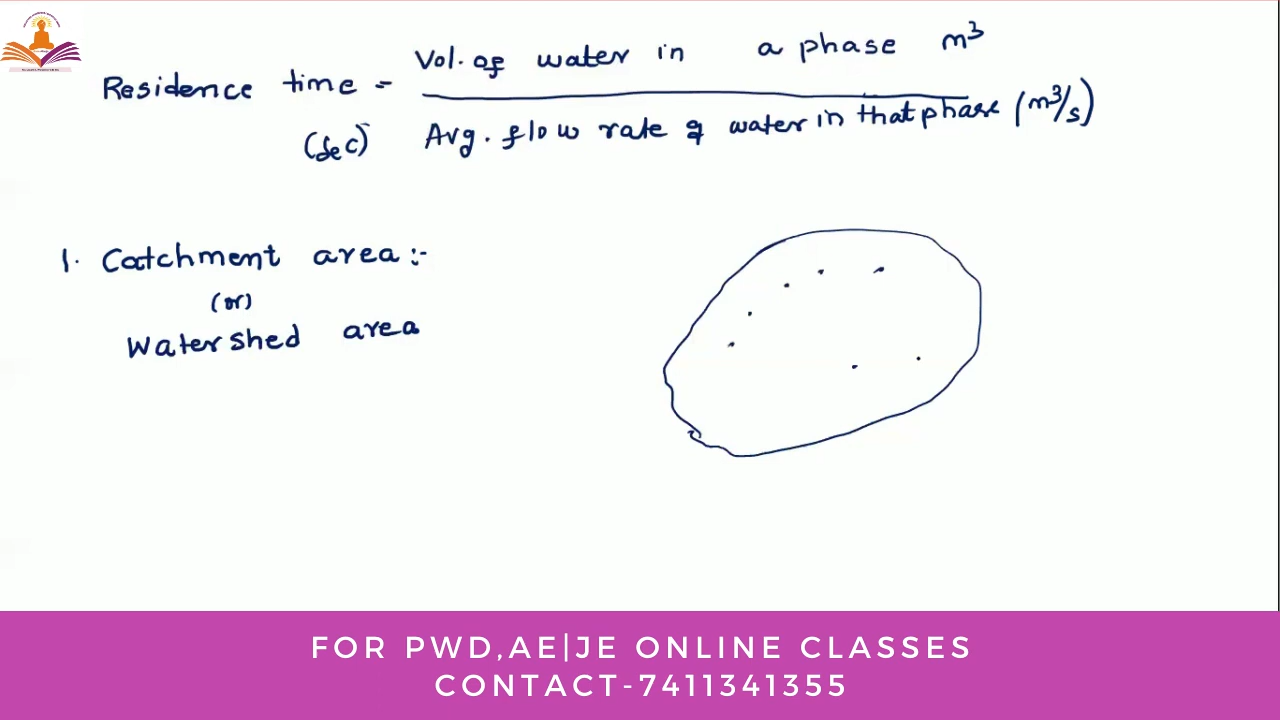 Residence time =
Vol. of water in a phase m³
(sec)
Avg. flow rate of water in that phase (m³/s)
1. Catchment area :-
(or)
Watershed area
FOR PWD,AE|JE ONLINE CLASSES
CONTACT-7411341355